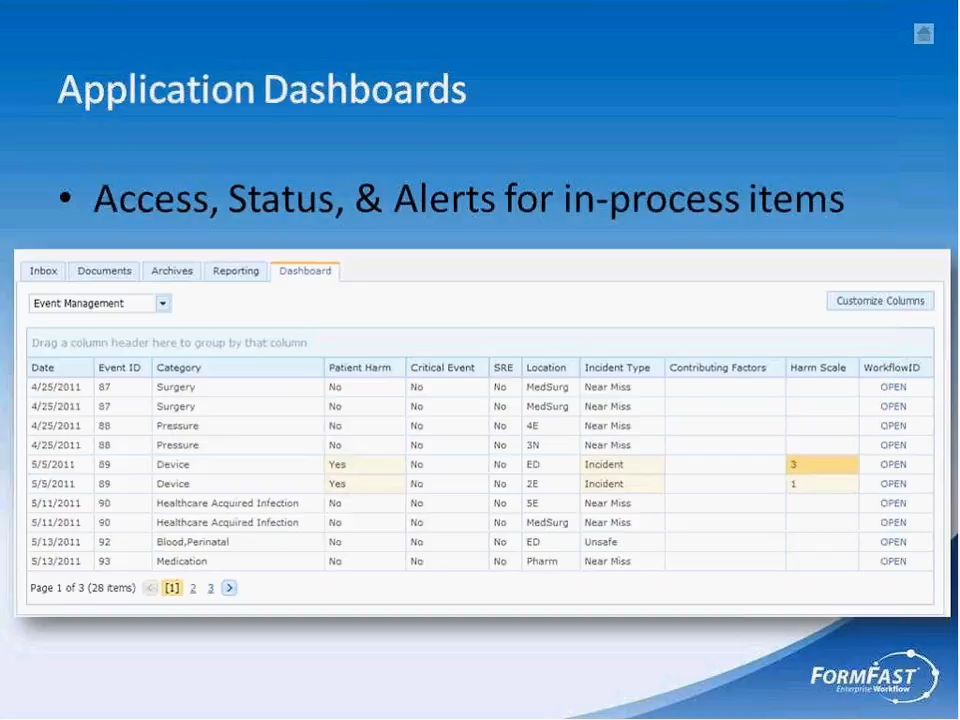 Application Dashboards
• Access, Status, & Alerts for in-process items
Inbox Documents Archives Reporting Dashboard
Event Management Customize Columns
Drag a column header here to group by that column
Date Event ID Category Patient Harm Critical Event SRE Location Incident Type Contributing Factors Harm Scale WorkflowID
4/25/2011 87 Surgery No No No MedSurg Near Miss OPEN
4/25/2011 87 Surgery No No No MedSurg Near Miss OPEN
4/25/2011 88 Pressure No No No 4E Near Miss OPEN
4/25/2011 88 Pressure No No No 3N Near Miss OPEN
5/5/2011 89 Device Yes No No ED Incident 3 OPEN
5/5/2011 89 Device Yes No No 2E Incident 1 OPEN
5/11/2011 90 Healthcare Acquired Infection No No No 5E Near Miss OPEN
5/11/2011 90 Healthcare Acquired Infection No No No MedSurg Near Miss OPEN
5/13/2011 92 Blood,Perinatal No No No ED Unsafe OPEN
5/13/2011 93 Medication No No No Pharm Near Miss OPEN
Page 1 of 3 (28 items) < [1] 2 3 >
FORMFAST
Enterprise Workflow